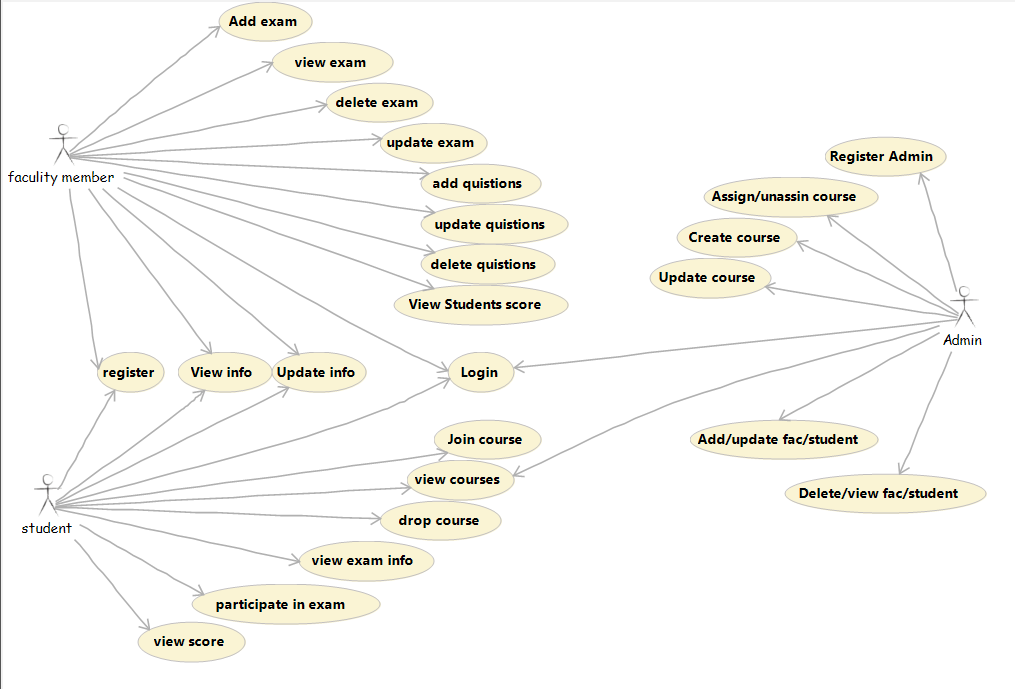 Add exam
view exam
delete exam
update exam
Register Admin
faculity member
add quistions
Assign/unassin course
update quistions
Create course
delete quistions
Update course
View Students score
Admin
register
View info
Update info
Login
Join course
Add/update fac/student
view courses
Delete/view fac/student
drop course
student
view exam info
participate in exam
view score